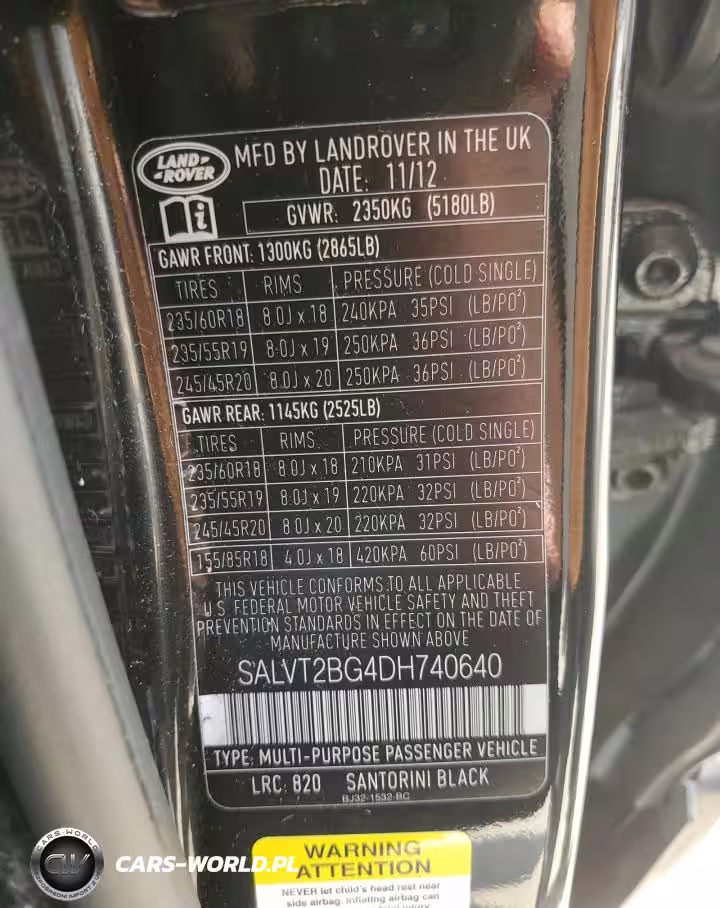 LAND-
-ROVER
MFD BY LANDROVER IN THE UK
DATE: 11/12
i
GVWR: 2350KG (5180LB)
GAWR FRONT: 1300KG (2865LB)
TIRES RIMS PRESSURE (COLD SINGLE)
235/60R18 8.0J x 18 240KPA 35PSI (LB/PO²)
235/55R19 8.0J x 19 250KPA 36PSI (LB/PO²)
245/45R20 8.0J x 20 250KPA 36PSI (LB/PO²)
GAWR REAR: 1145KG (2525LB)
TIRES RIMS PRESSURE (COLD SINGLE)
235/60R18 8.0J x 18 210KPA 31PSI (LB/PO²)
235/55R19 8.0J x 19 220KPA 32PSI (LB/PO²)
245/45R20 8.0J x 20 220KPA 32PSI (LB/PO²)
155/85R18 4.0J x 18 420KPA 60PSI (LB/PO²)
THIS VEHICLE CONFORMS TO ALL APPLICABLE
U.S. FEDERAL MOTOR VEHICLE SAFETY AND THEFT
PREVENTION STANDARDS IN EFFECT ON THE DATE OF
MANUFACTURE SHOWN ABOVE
SALVT2BG4DH740640
TYPE: MULTI-PURPOSE PASSENGER VEHICLE
LRC: 820 SANTORINI BLACK
BJ32-1532-BC
WARNING
ATTENTION
NEVER let child's head rest near
side airbag. Inflating airbag can
injury
CARS-WORLD
CW
CARS-WORLD.PL